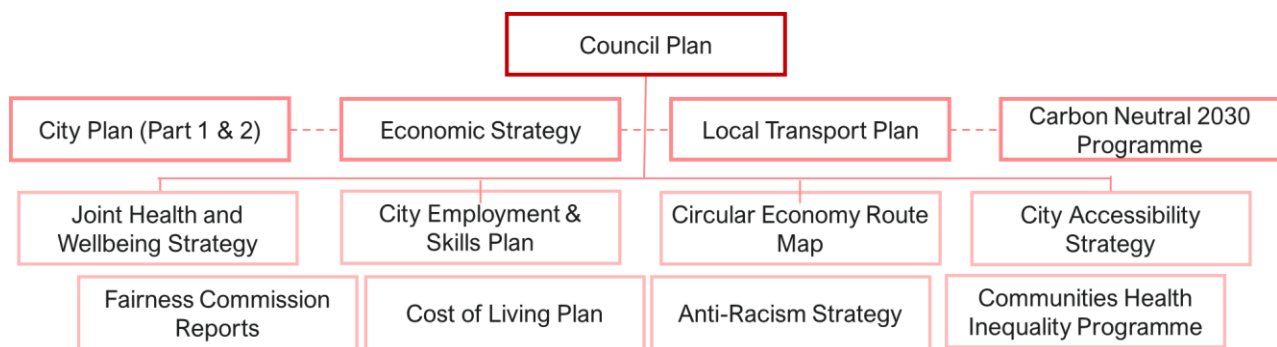 Council Plan
City Plan (Part 1 & 2)
Economic Strategy
Local Transport Plan
Carbon Neutral 2030
Programme
Joint Health and
Wellbeing Strategy
City Employment &
Skills Plan
Circular Economy Route
Map
City Accessibility
Strategy
Fairness Commission
Reports
Cost of Living Plan
Anti-Racism Strategy
Communities Health
Inequality Programme